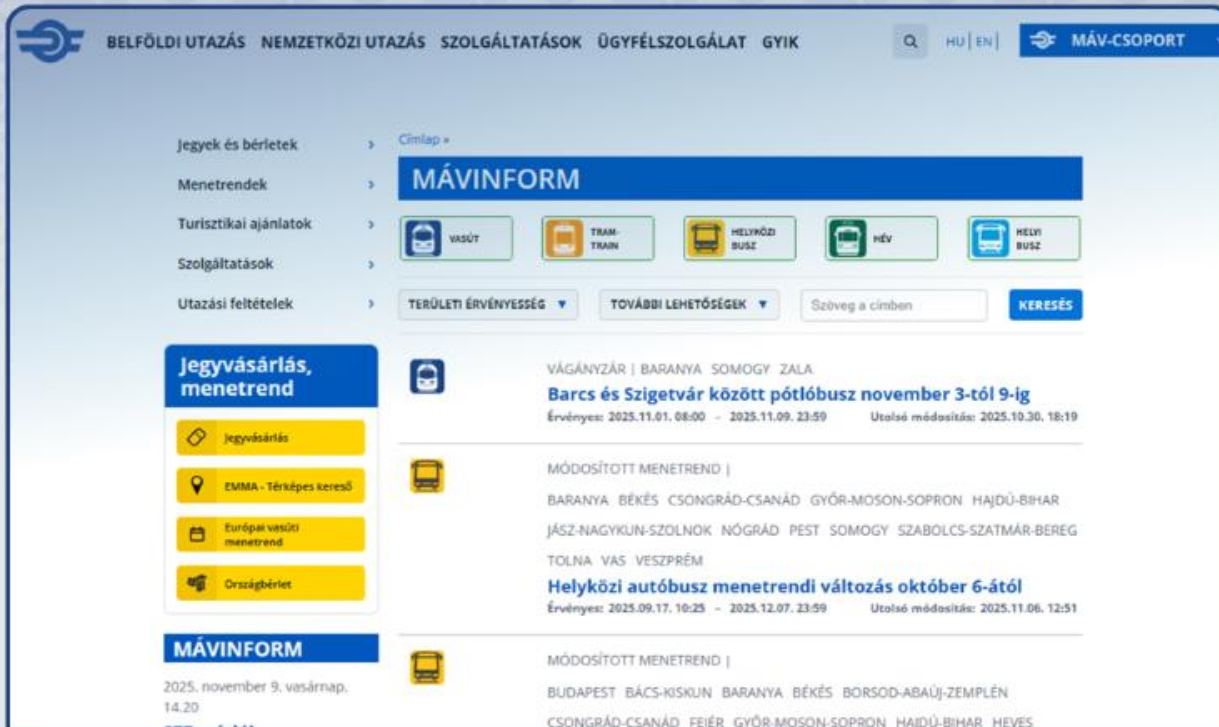 BELFÖLDI UTAZÁS NEMZETKÖZI UTAZÁS SZOLGÁLTATÁSOK ÜGYFÉLSZOLGÁLAT GYIK HU | EN | MÁV-CSOPORT
Jegyek és bérletek
Menetrendek
Turisztikai ajánlatok
Szolgáltatások
Utazási feltételek
Jegyvásárlás,
menetrend
Jegyvásárlás
EMMA - Térképes kereső
Európai vasúti
menetrend
Országbérlet
MÁVINFORM
2025. november 9. vasárnap.
14.20
Címlap »
MÁVINFORM
VASÚT
TRAM-
TRAIN
HELYKÖZI
BUSZ
HÉV
HELYI
BUSZ
TERÜLETI ÉRVÉNYESSÉG TOVÁBBI LEHETŐSÉGEK Szöveg a címben KERESÉS
VÁGÁNYZÁR | BARANYA SOMOGY ZALA
Barcs és Szigetvár között pótlóbusz november 3-tól 9-ig
Érvényes: 2025.11.01. 08:00 - 2025.11.09. 23:59 Utolsó módosítás: 2025.10.30. 18:19
MÓDOSÍTOTT MENETREND |
BARANYA BÉKÉS CSONGRÁD-CSANÁD GYŐR-MOSON-SOPRON HAJDÚ-BIHAR
JÁSZ-NAGYKUN-SZOLNOK NÓGRÁD PEST SOMOGY SZABOLCS-SZATMÁR-BEREG
TOLNA VAS VESZPRÉM
Helyközi autóbusz menetrendi változás október 6-ától
Érvényes: 2025.09.17. 10:25 - 2025.12.07. 23:59 Utolsó módosítás: 2025.11.06. 12:51
MÓDOSÍTOTT MENETREND |
BUDAPEST BÁCS-KISKUN BARANYA BÉKÉS BORSOD-ABAÚJ-ZEMPLÉN
CSONGRÁD-CSANÁD FEJÉR GYŐR-MOSON-SOPRON HAJDÚ-BIHAR HEVES